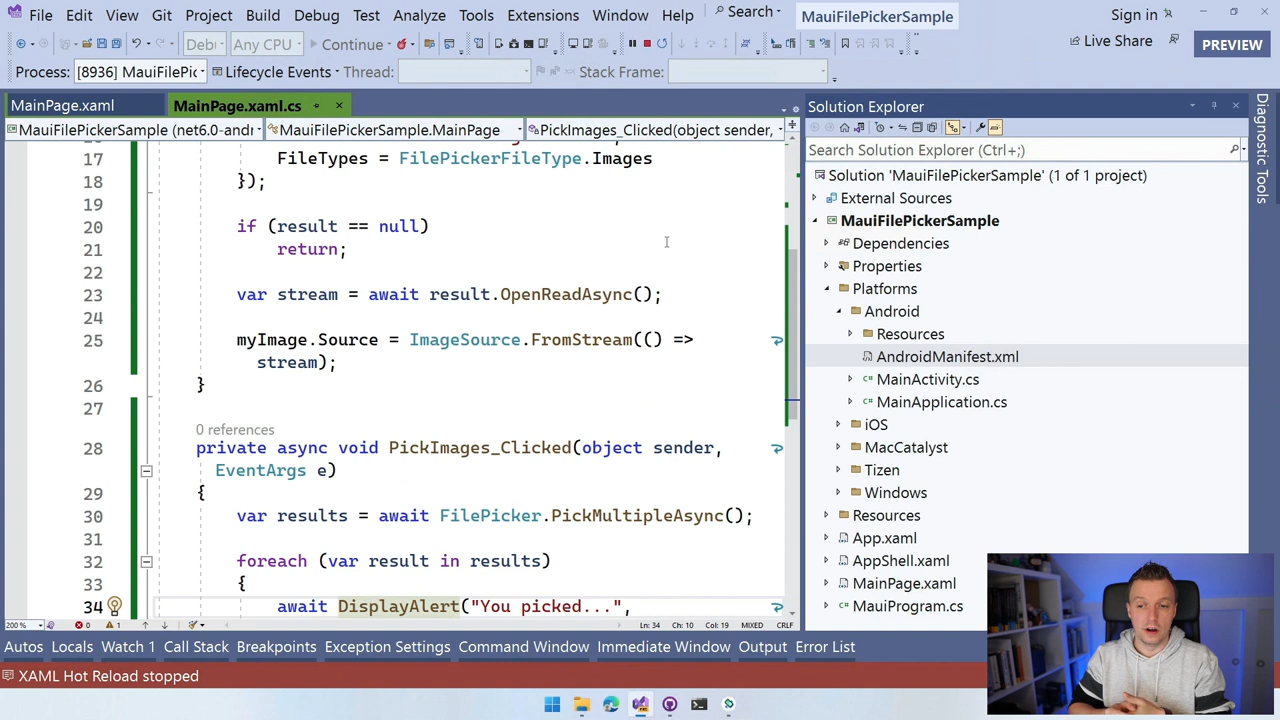 File Edit View Git Project Build Debug Test Analyze Tools Extensions Window Help Search MauiFilePickerSample Sign in
Any CPU Continue Live Share PREVIEW
Process: [8936] MauiFilePic Lifecycle Events Thread: Stack Frame:
MainPage.xaml MainPage.xaml.cs Solution Explorer
MauiFilePickerSample (net6.0-andr MauiFilePickerSample.MainPage PickImages_Clicked(object sender,
Search Solution Explorer (Ctrl+;)
17 FileTypes = FilePickerFileType.Images
18 });
19
20 if (result == null)
21 return;
22
23 var stream = await result.OpenReadAsync();
24
25 myImage.Source = ImageSource.FromStream(() =>
stream);
26 }
27
0 references
28 private async void PickImages_Clicked(object sender,
EventArgs e)
29 {
30 var results = await FilePicker.PickMultipleAsync();
31
32 foreach (var result in results)
33 {
34 await DisplayAlert("You picked...",
Solution 'MauiFilePickerSample' (1 of 1 project)
External Sources
MauiFilePickerSample
Dependencies
Properties
Platforms
Android
Resources
AndroidManifest.xml
MainActivity.cs
MainApplication.cs
iOS
MacCatalyst
Tizen
Windows
Resources
App.xaml
AppShell.xaml
MainPage.xaml
MauiProgram.cs
Diagnostic Tools
200 % 0 1 Ln: 34 Ch: 10 Col: 19 MIXED CRLF
Autos Locals Watch 1 Call Stack Breakpoints Exception Settings Command Window Immediate Window Output Error List
XAML Hot Reload stopped